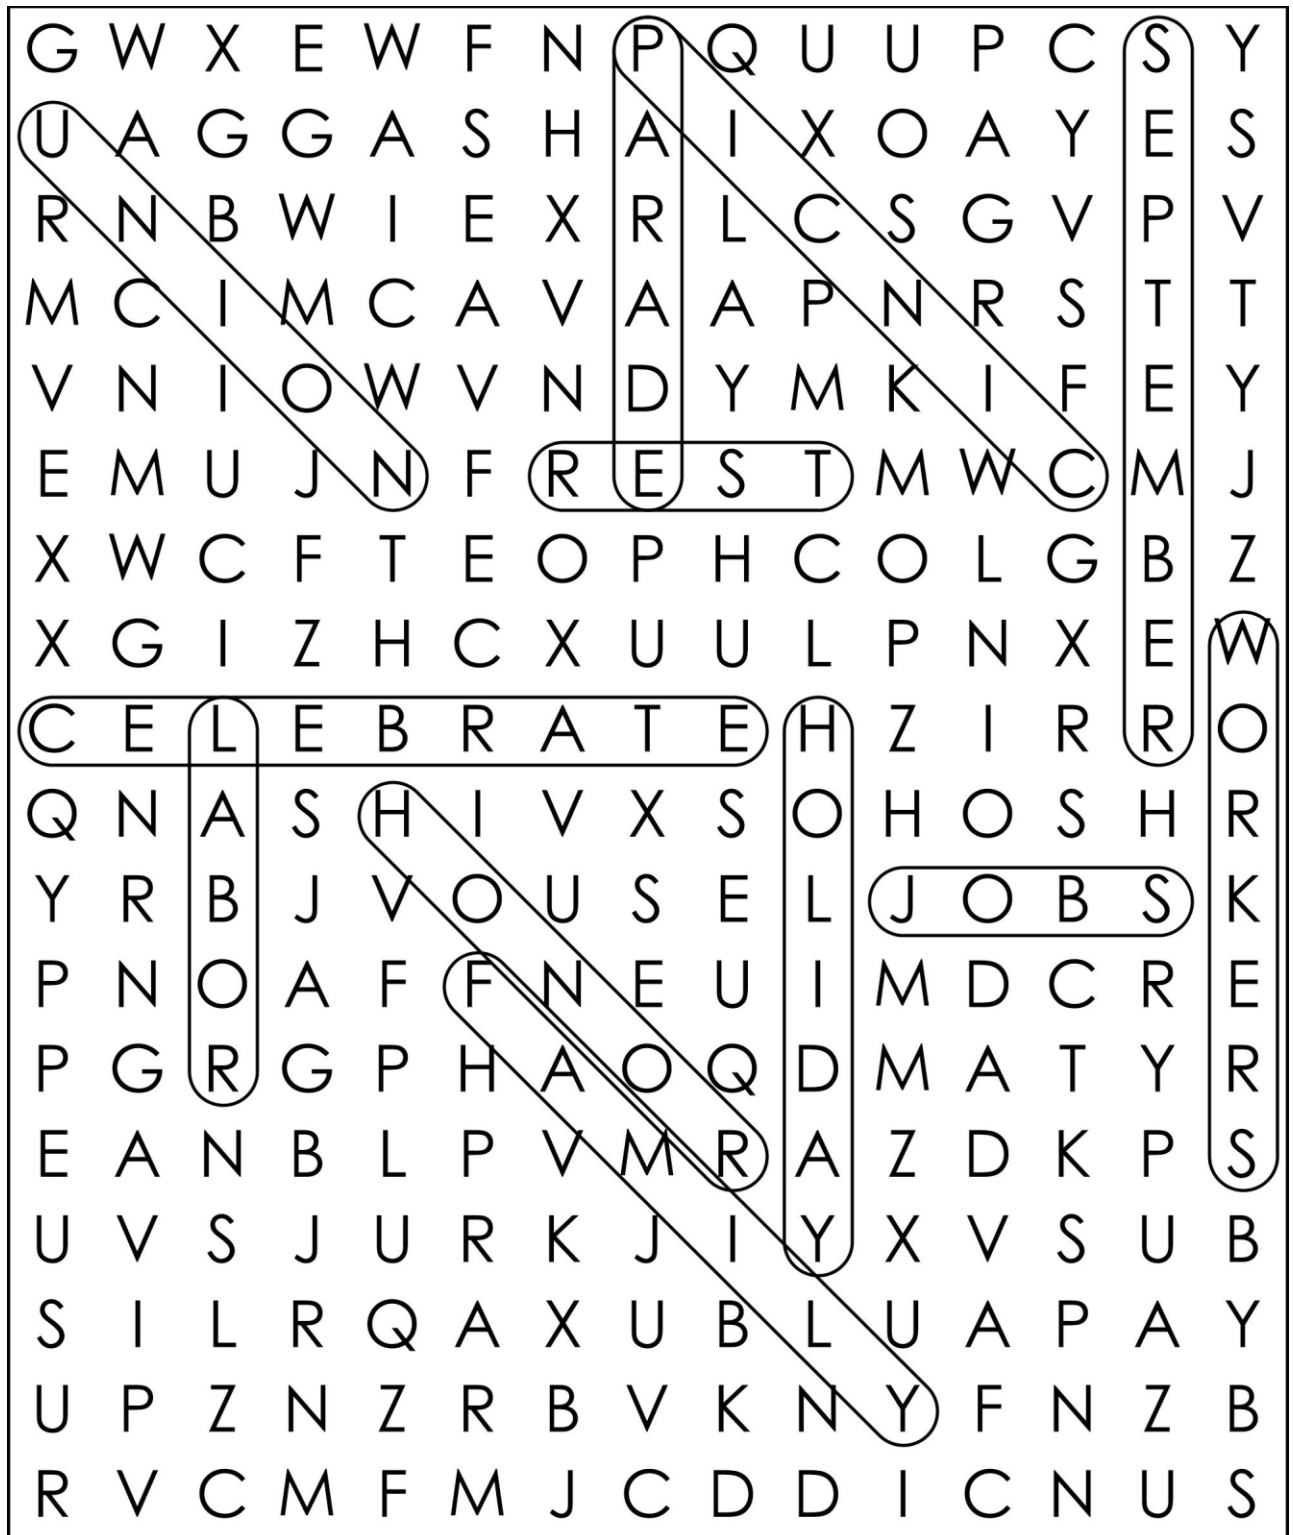 G W X E W F N P Q U U P C S Y
U A G G A S H A I X O A Y E S
R N B W I E X R L C S G V P V
M C I M C A V A A P N R S T T
V N I O W V N D Y M K I F E Y
E M U J N F R E S T M W C M J
X W C F T E O P H C O L G B Z
X G I Z H C X U U L P N X E W
C E L E B R A T E H Z I R R O
Q N A S H I V X S O H O S H R
Y R B J V O U S E L J O B S K
P N O A F F N E U I M D C R E
P G R G P H A O Q D M A T Y R
E A N B L P V M R A Z D K P S
U V S J U R K J I Y X V S U B
S I L R Q A X U B L U A P A Y
U P Z N Z R B V K N Y F N Z B
R V C M F M J C D D I C N U S